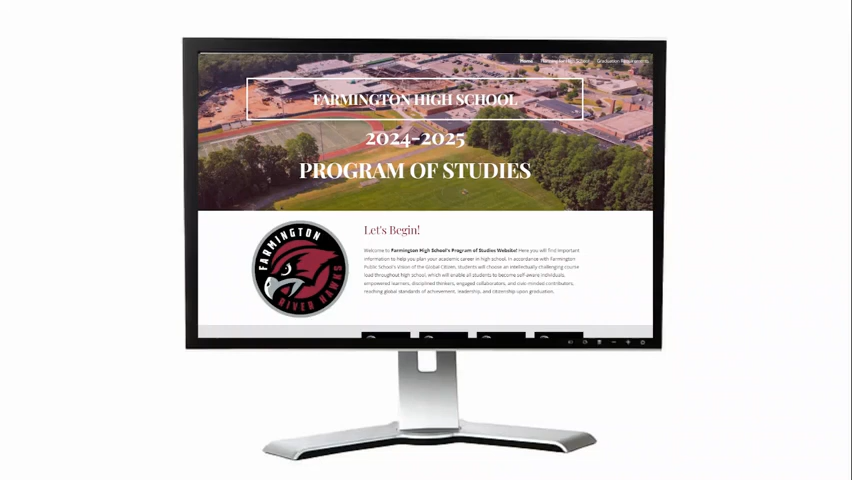 Home Farmington High School Graduation Requirements
FARMINGTON HIGH SCHOOL
2024-2025
PROGRAM OF STUDIES
FARMINGTON
RIVER HAWKS
Let's Begin!
Welcome to Farmington High School's Program of Studies Website! Here you will find important
information to help you plan your academic career in high school. In accordance with Farmington
Public School's Vision of the Global Citizen, students will choose an intellectually challenging course
load throughout high school, which will enable all students to become self-aware individuals,
empowered learners, disciplined thinkers, engaged collaborators, and civic-minded contributors,
reaching global standards of achievement, leadership, and citizenship upon graduation.